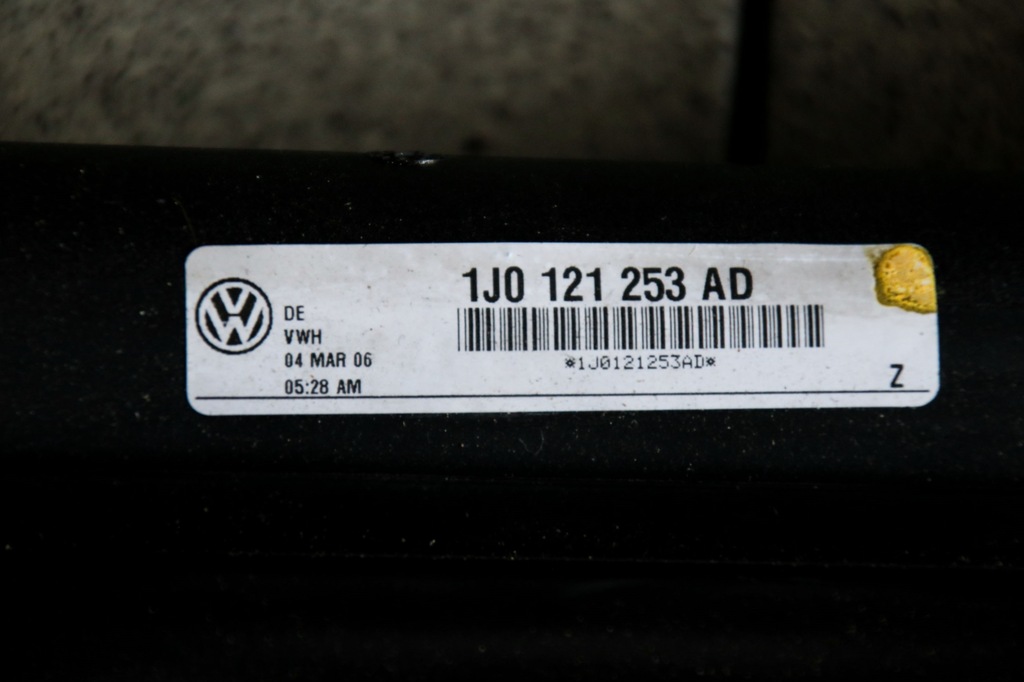 1J0 121 253 AD
DE
VWH
*1J0121253AD*
04 MAR 06
05:28 AM
Z